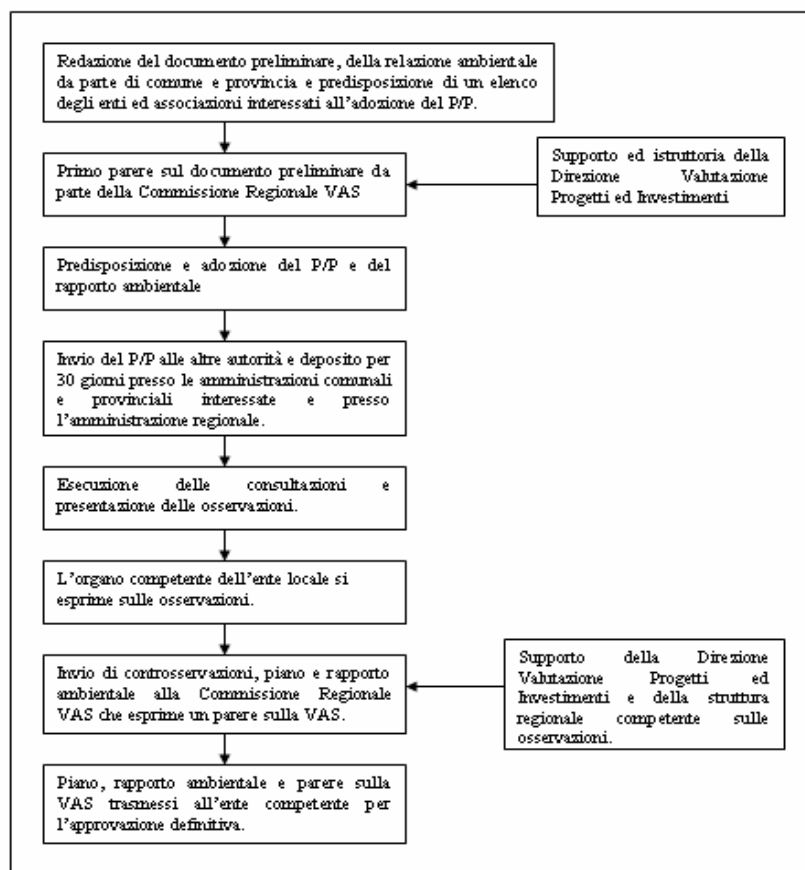 Redazione del documento preliminare, della relazione ambientale
da parte di comune e provincia e predisposizione di un elenco
degli enti ed associazioni interessati all'adozione del P/P.
Primo parere sul documento preliminare da
parte della Commissione Regionale VAS
Supporto ed istruttoria della
Direzione Valutazione
Progetti ed Investimenti
Predisposizione e adozione del P/P e del
rapporto ambientale
Invio del P/P alle altre autorità e deposito per
30 giorni presso le amministrazioni comunali
e provinciali interessate e presso
l'amministrazione regionale.
Esecuzione delle consultazioni e
presentazione delle osservazioni.
L'organo competente dell'ente locale si
esprime sulle osservazioni.
Invio di controsservazioni, piano e rapporto
ambientale alla Commissione Regionale
VAS che esprime un parere sulla VAS.
Supporto della Direzione
Valutazione Progetti ed
Investimenti e della struttura
regionale competente sulle
osservazioni.
Piano, rapporto ambientale e parere sulla
VAS trasmessi all'ente competente per
l'approvazione definitiva.